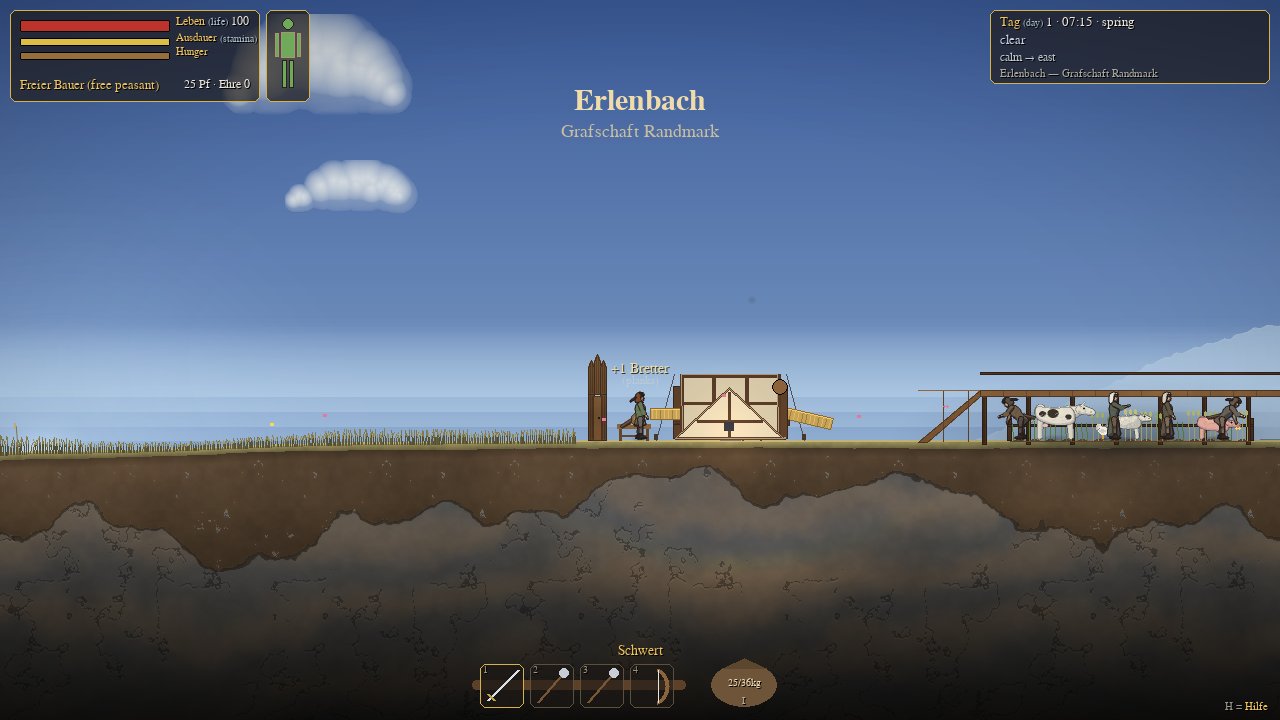 Leben (life) 100
Ausdauer (stamina)
Hunger
Freier Bauer (free peasant) 25 Pf · Ehre 0
Tag (day) 1 · 07:15 · spring
clear
calm → east
Erlenbach — Grafschaft Randmark
Erlenbach
Grafschaft Randmark
+1 Bretter
(planks)
Schwert
1 2 3 4
25/36kg
I
H = Hilfe